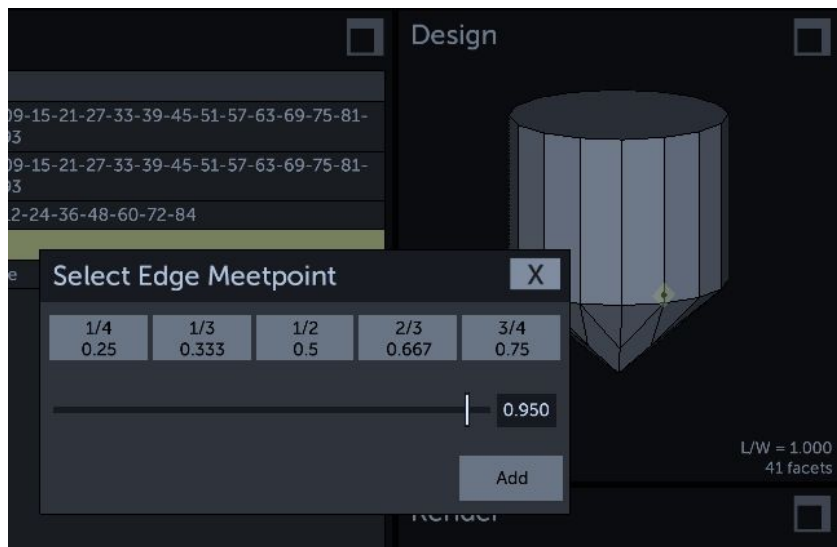 Design
09-15-21-27-33-39-45-51-57-63-69-75-81-
93
09-15-21-27-33-39-45-51-57-63-69-75-81-
93
12-24-36-48-60-72-84
e
Select Edge Meetpoint
X
1/4
0.25
1/3
0.333
1/2
0.5
2/3
0.667
3/4
0.75
0.950
Add
L/W = 1.000
41 facets
Render